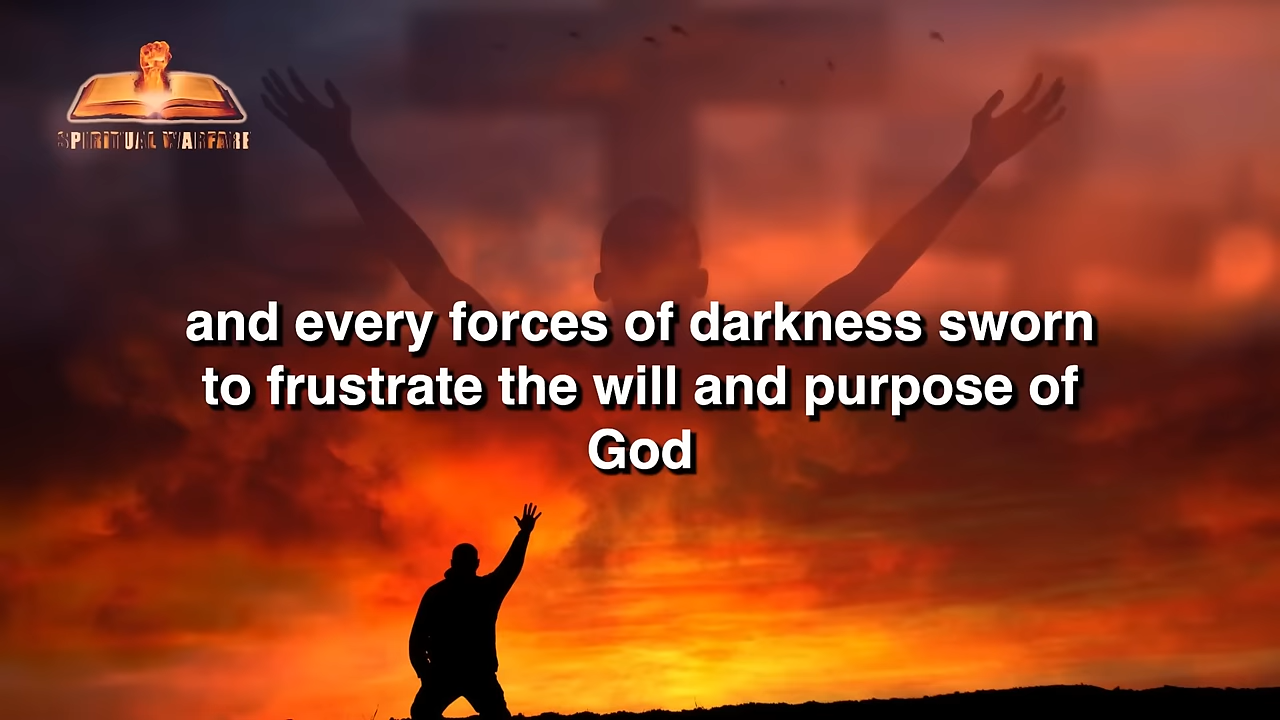 SPIRITUAL WARFARE
and every forces of darkness sworn
to frustrate the will and purpose of
God